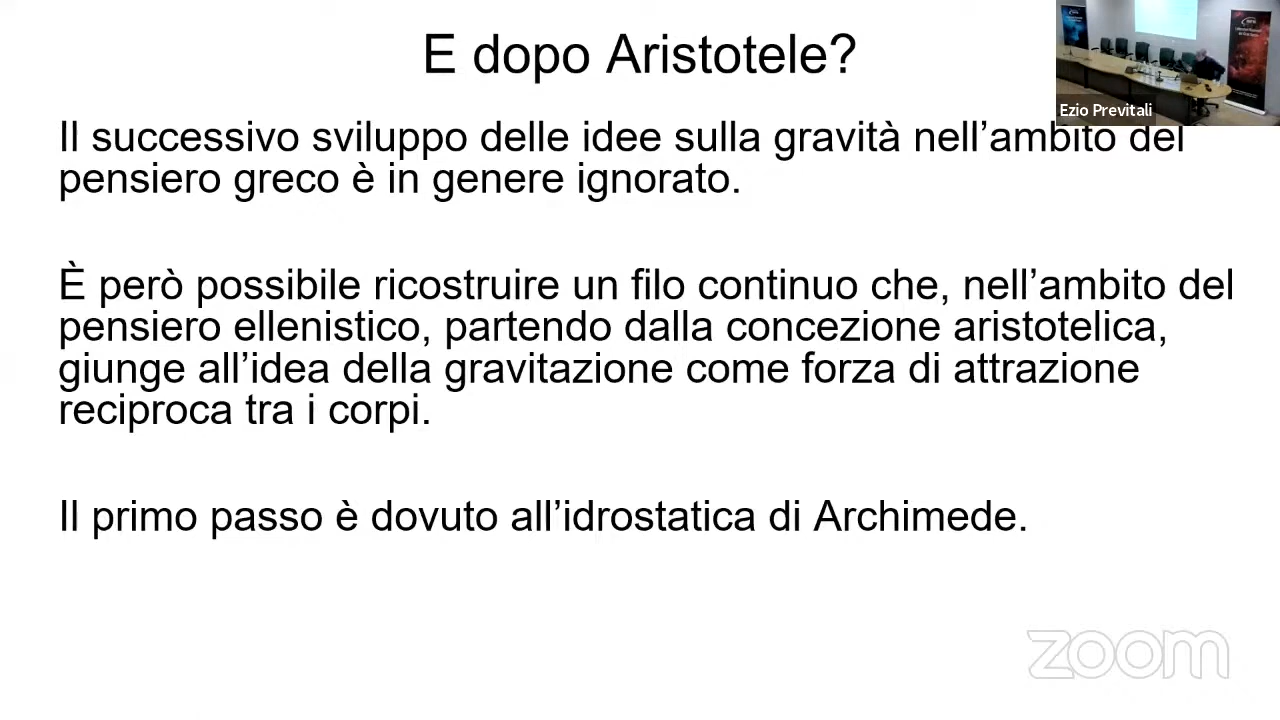 E dopo Aristotele?
Ezio Previtali
Il successivo sviluppo delle idee sulla gravità nell’ambito del
pensiero greco è in genere ignorato.
È però possibile ricostruire un filo continuo che, nell’ambito del
pensiero ellenistico, partendo dalla concezione aristotelica,
giunge all’idea della gravitazione come forza di attrazione
reciproca tra i corpi.
Il primo passo è dovuto all’idrostatica di Archimede.
zoom